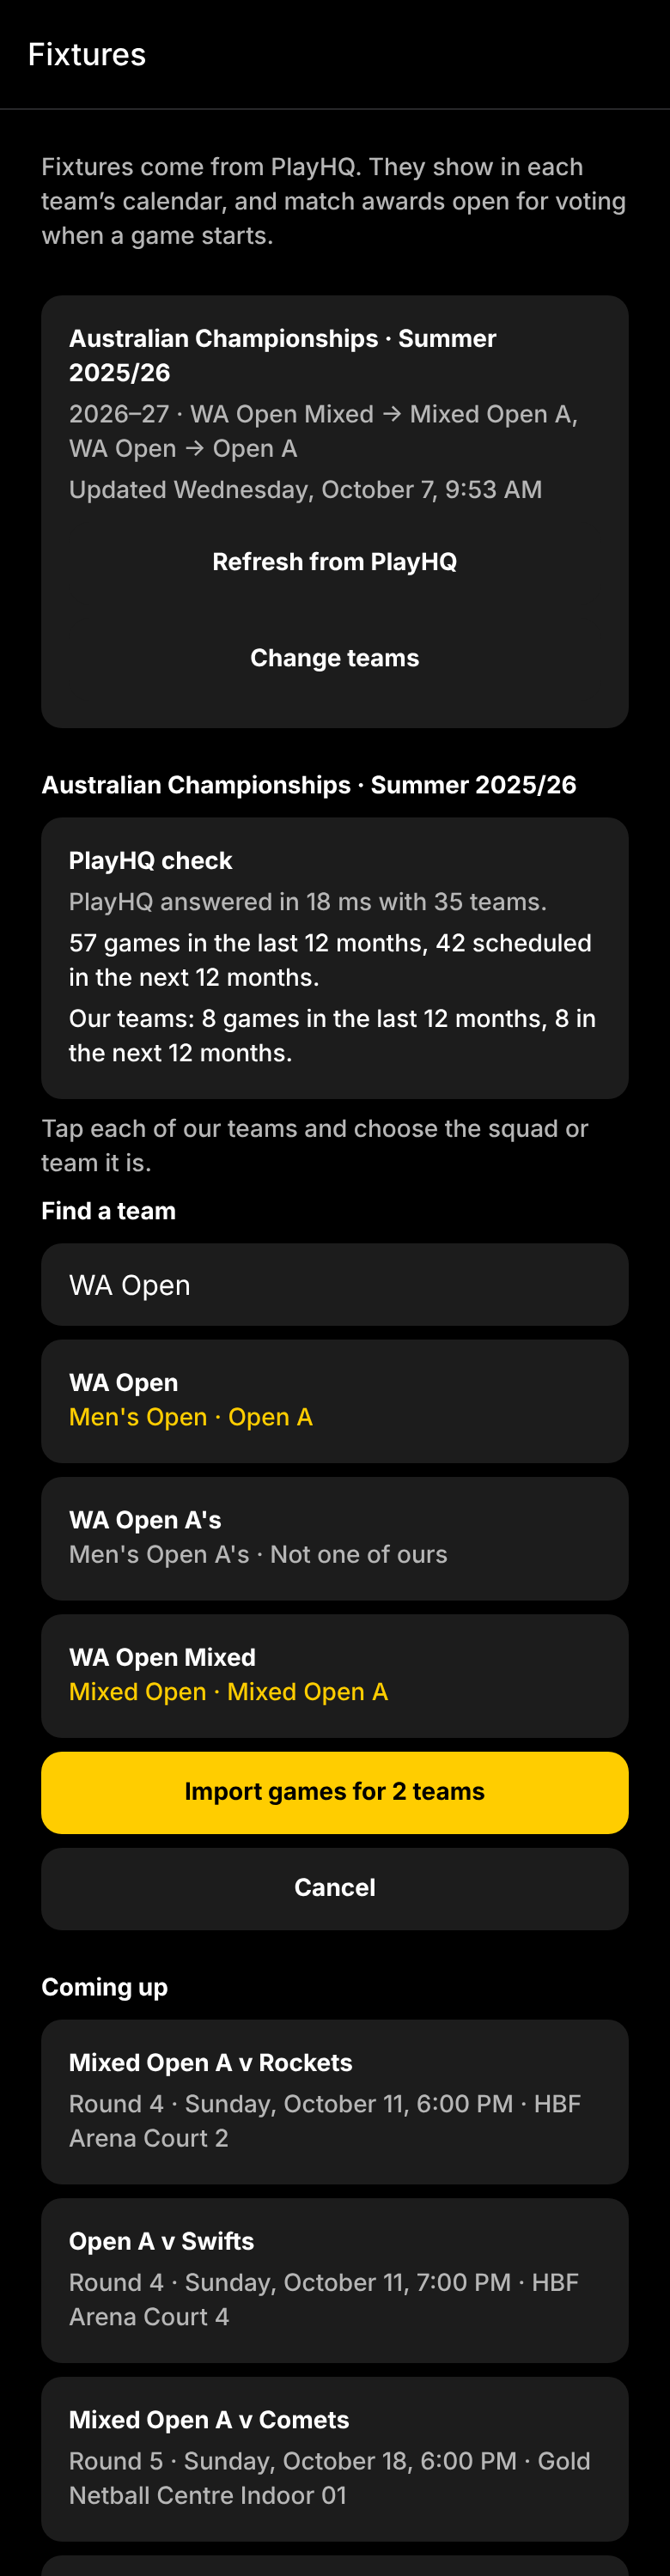 Fixtures
Fixtures come from PlayHQ. They show in each
team’s calendar, and match awards open for voting
when a game starts.
Australian Championships · Summer
2025/26
2026–27 · WA Open Mixed → Mixed Open A,
WA Open → Open A
Updated Wednesday, October 7, 9:53 AM
Refresh from PlayHQ
Change teams
Australian Championships · Summer 2025/26
PlayHQ check
PlayHQ answered in 18 ms with 35 teams.
57 games in the last 12 months, 42 scheduled
in the next 12 months.
Our teams: 8 games in the last 12 months, 8 in
the next 12 months.
Tap each of our teams and choose the squad or
team it is.
Find a team
WA Open
WA Open
Men's Open · Open A
WA Open A's
Men's Open A's · Not one of ours
WA Open Mixed
Mixed Open · Mixed Open A
Import games for 2 teams
Cancel
Coming up
Mixed Open A v Rockets
Round 4 · Sunday, October 11, 6:00 PM · HBF
Arena Court 2
Open A v Swifts
Round 4 · Sunday, October 11, 7:00 PM · HBF
Arena Court 4
Mixed Open A v Comets
Round 5 · Sunday, October 18, 6:00 PM · Gold
Netball Centre Indoor 01